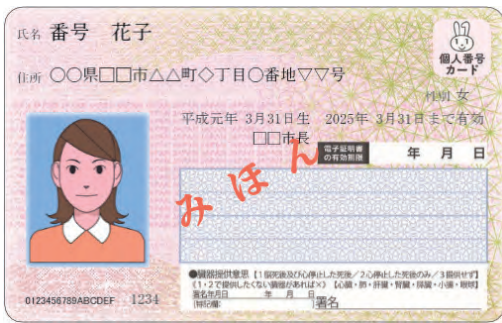 氏名 番号 花子
個人番号
カード
住所 ○○県□□市△△町◇丁目○番地▽▽号
性別 女
平成元年 3月31日生 2025年 3月31日まで有効
□□市長
電子証明書
の有効期限
年 月 日
みほん
●臓器提供意思【1脳死後及び心停止した死後/2心停止した死後のみ/3提供せず】
《1・2で提供したくない臓器があれば×》【心臓・肺・肝臓・腎臓・膵臓・小腸・眼球】
署名年月日 年 月 日
[特記欄: ]署名
0123456789ABCDEF 1234